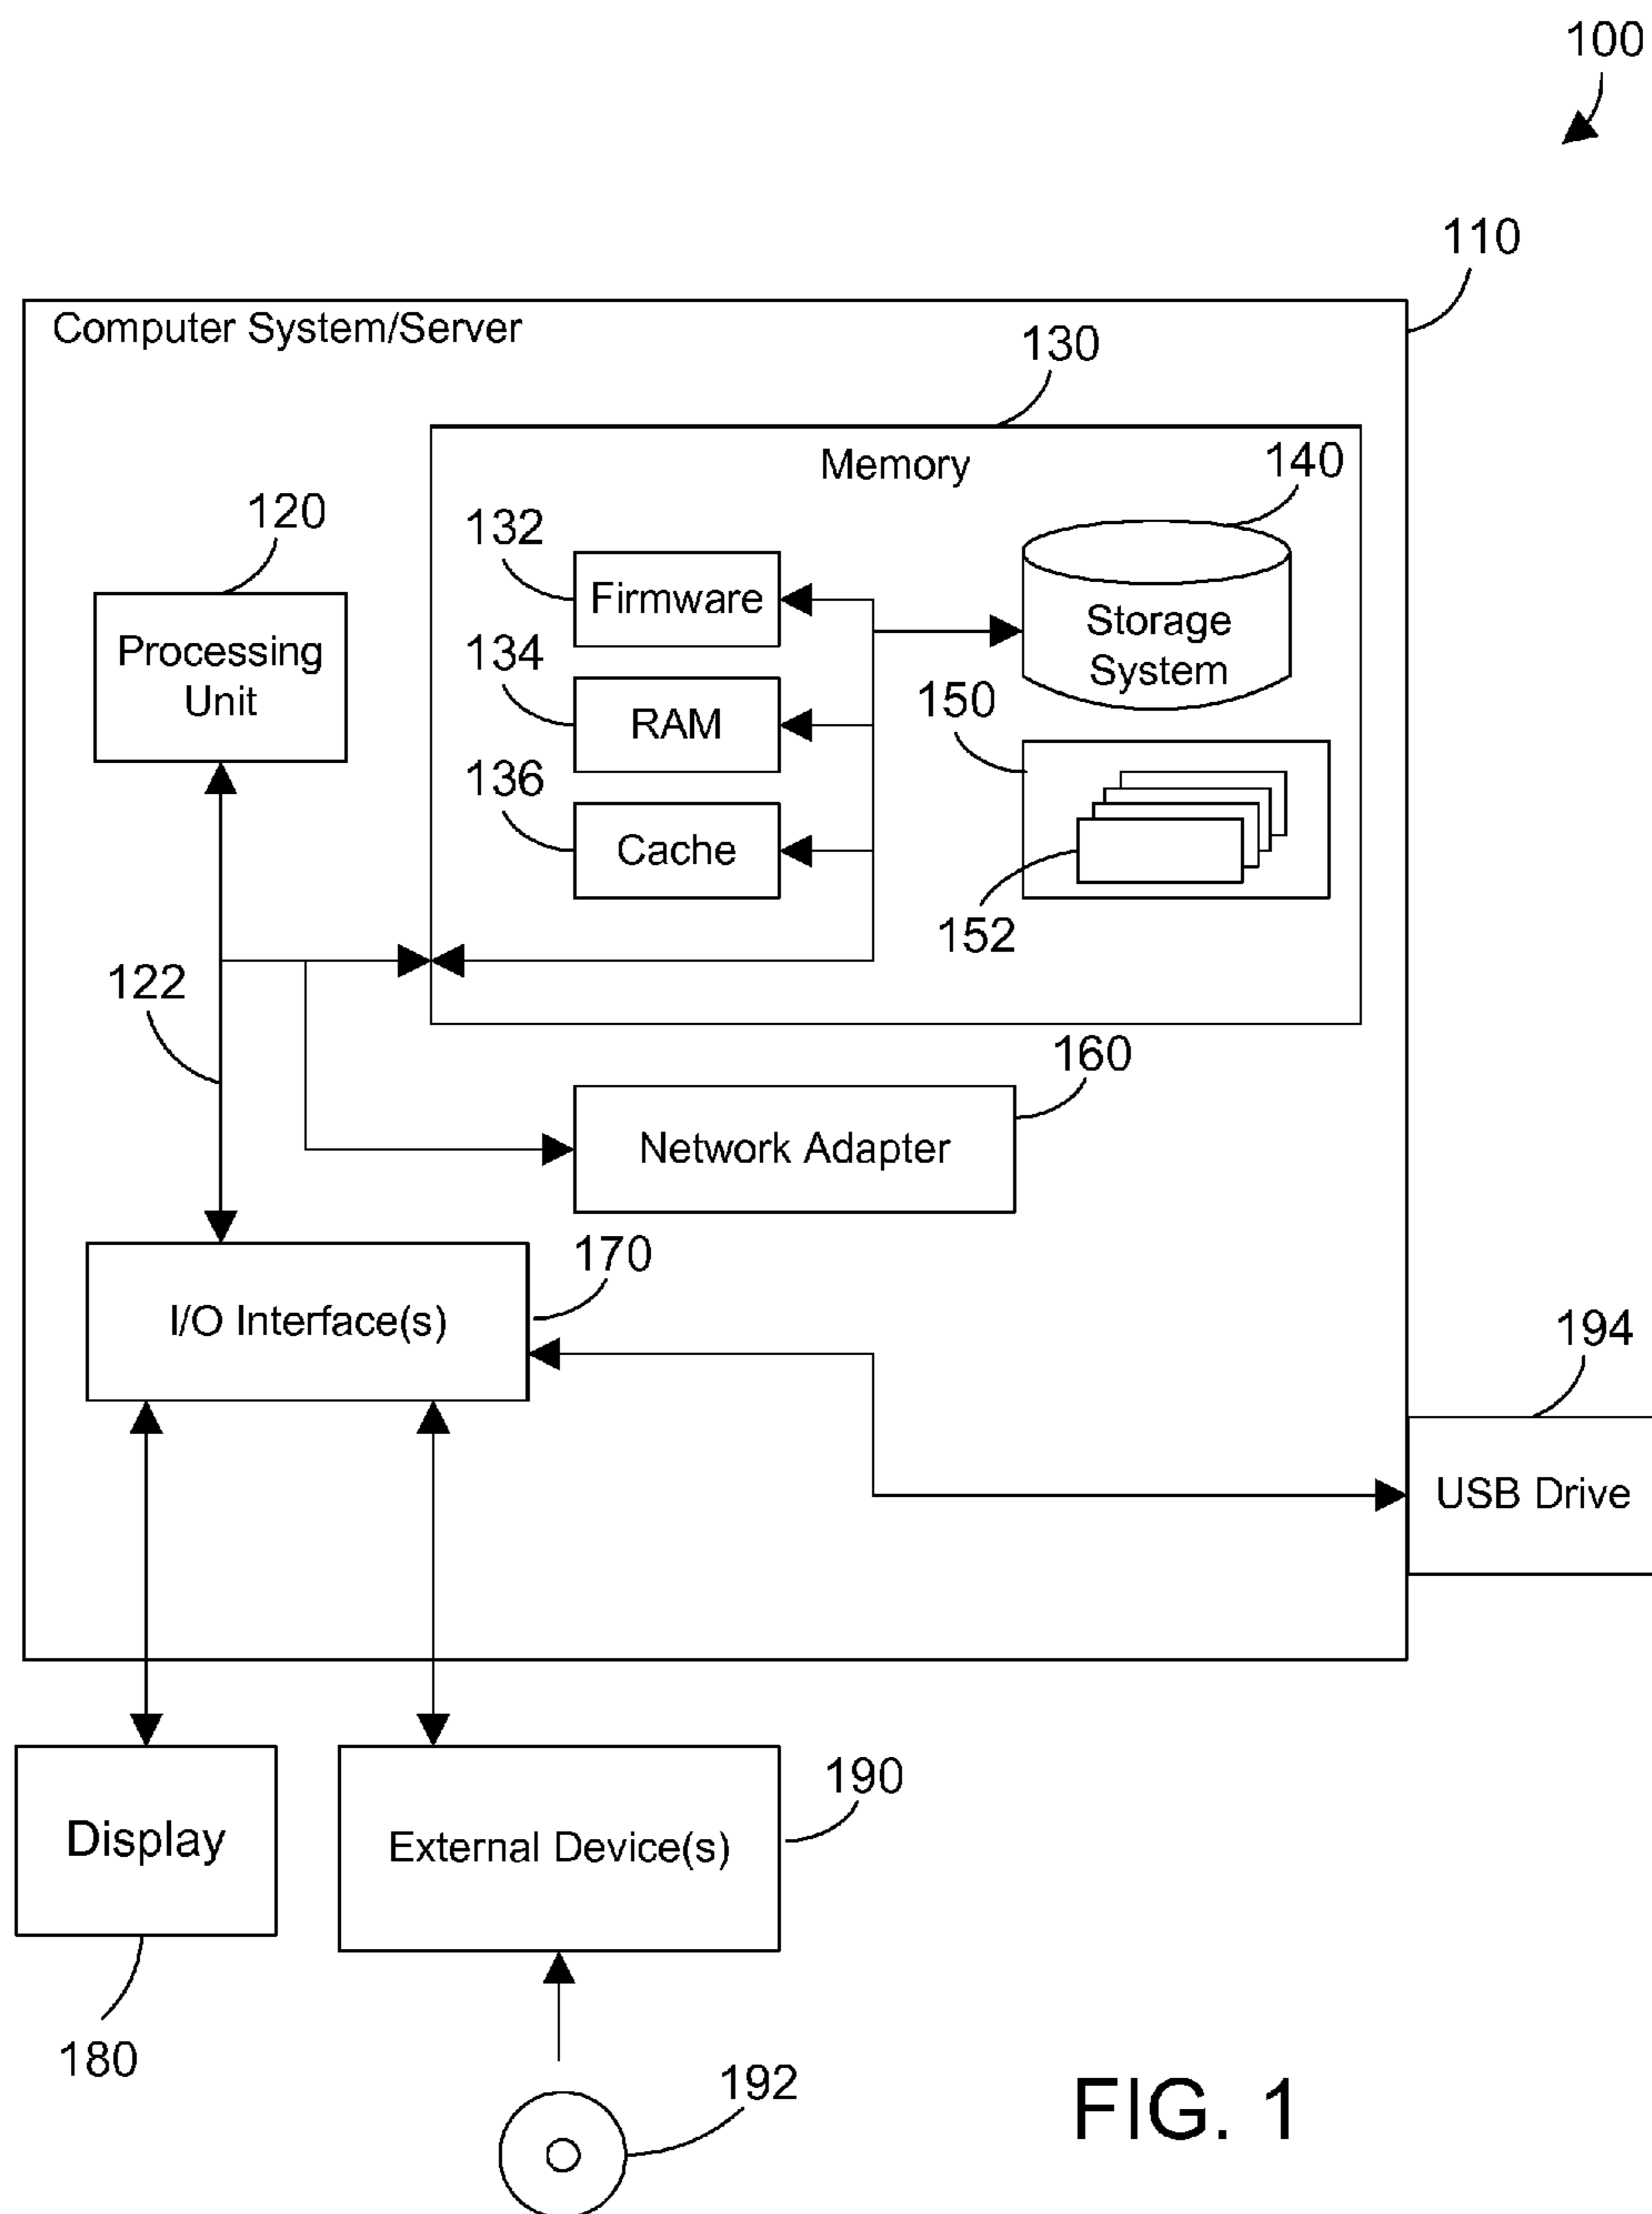 100
110
Computer System/Server
130
Memory
140
120
132
Firmware
Processing
Unit
Storage
System
134
RAM
150
136
Cache
152
122
160
Network Adapter
170
I/O Interface(s)
194
USB Drive
190
Display
External Device(s)
180
192
FIG. 1